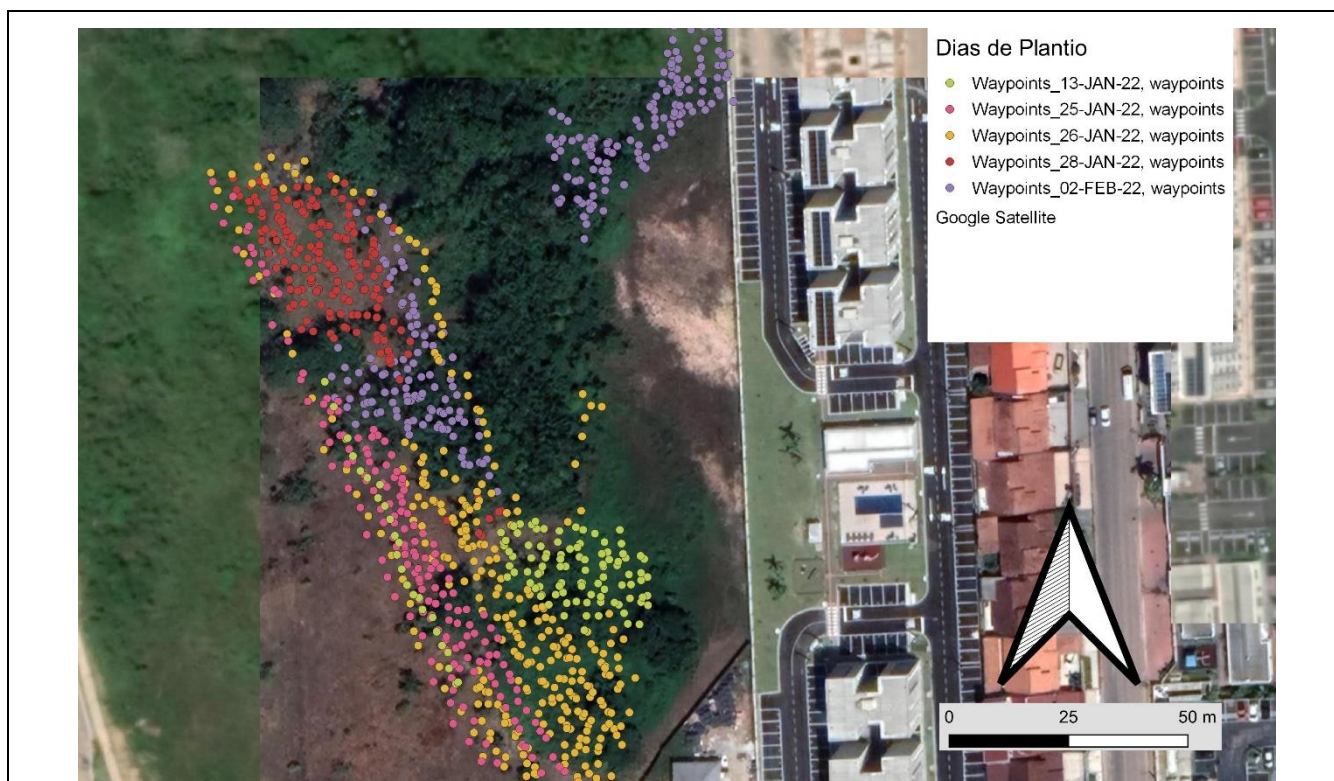 Dias de Plantio
Waypoints_13-JAN-22, waypoints
Waypoints_25-JAN-22, waypoints
Waypoints_26-JAN-22, waypoints
Waypoints_28-JAN-22, waypoints
Waypoints_02-FEB-22, waypoints
Google Satellite
0 25 50 m